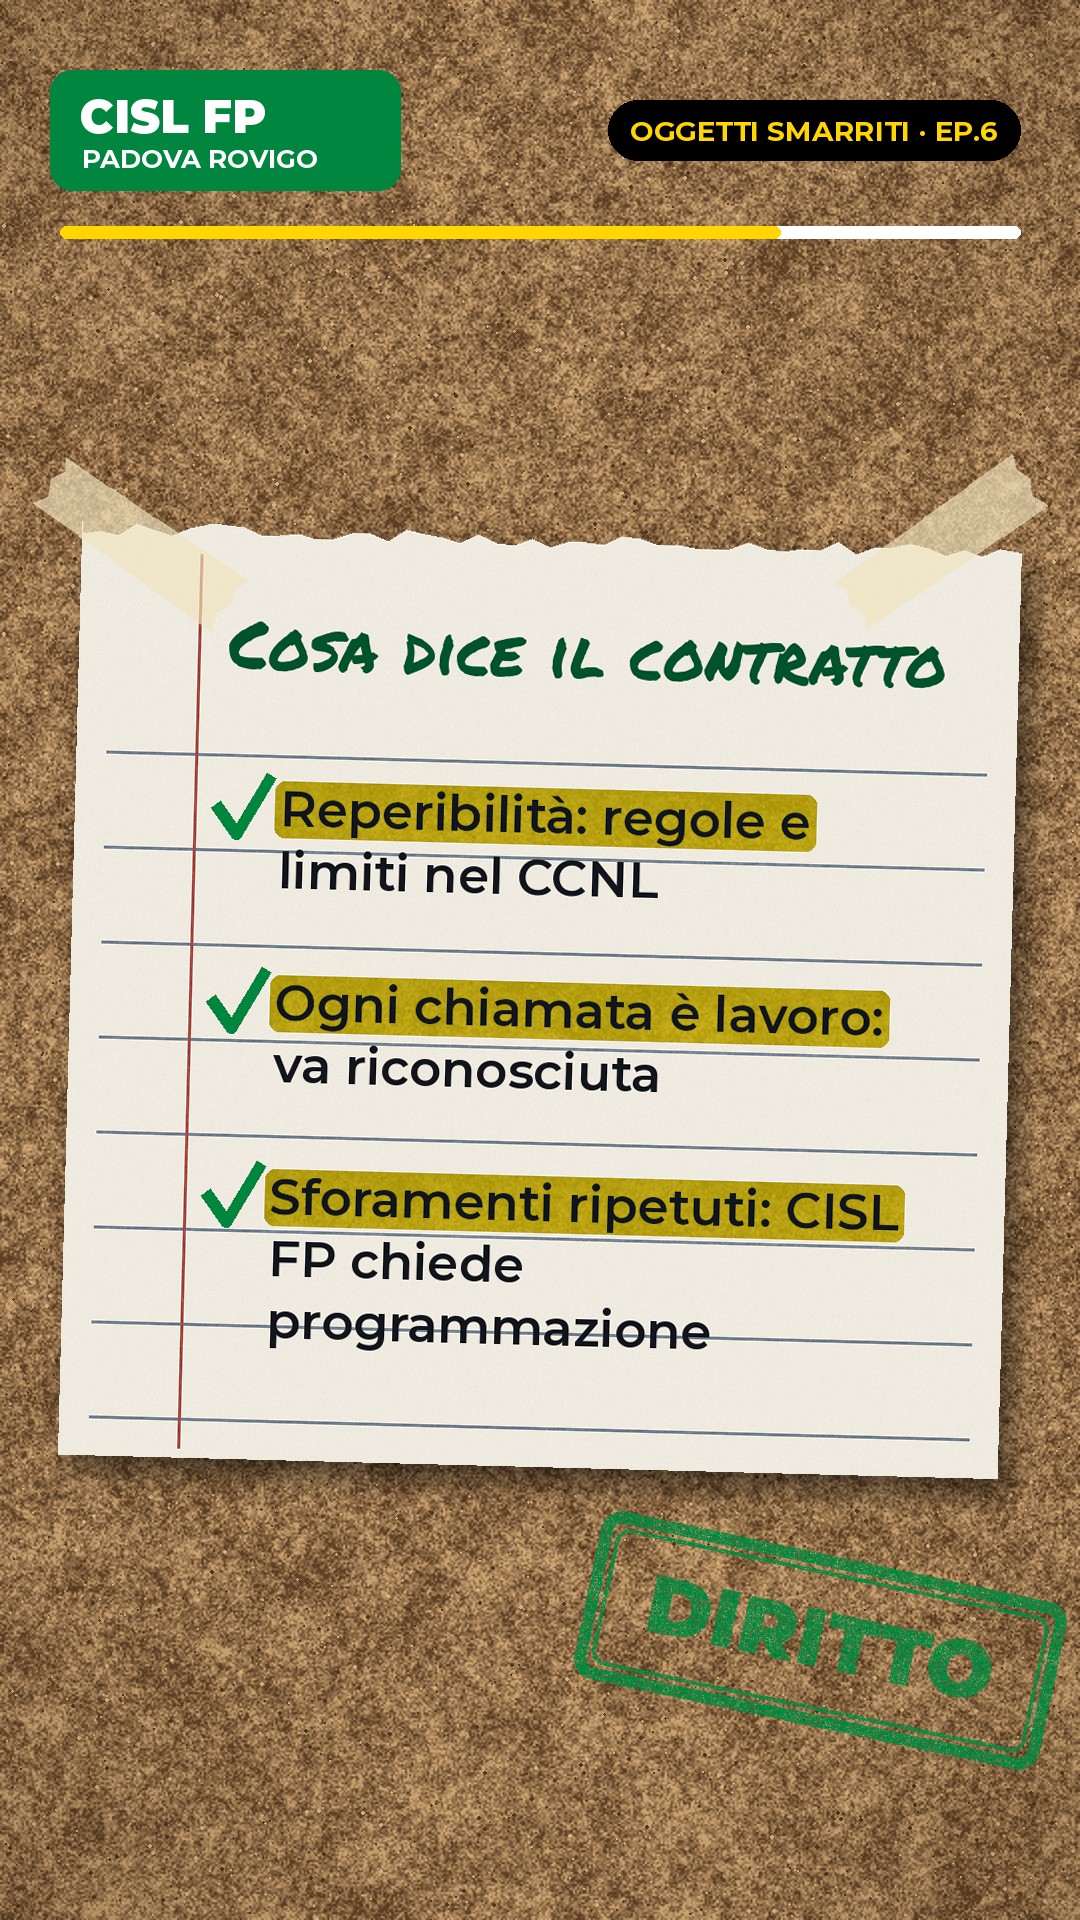 CISL FP
PADOVA ROVIGO
OGGETTI SMARRITI · EP.6
COSA DICE IL CONTRATTO
Reperibilità: regole e
limiti nel CCNL
Ogni chiamata è lavoro:
va riconosciuta
Sforamenti ripetuti: CISL
FP chiede
programmazione
DIRITTO